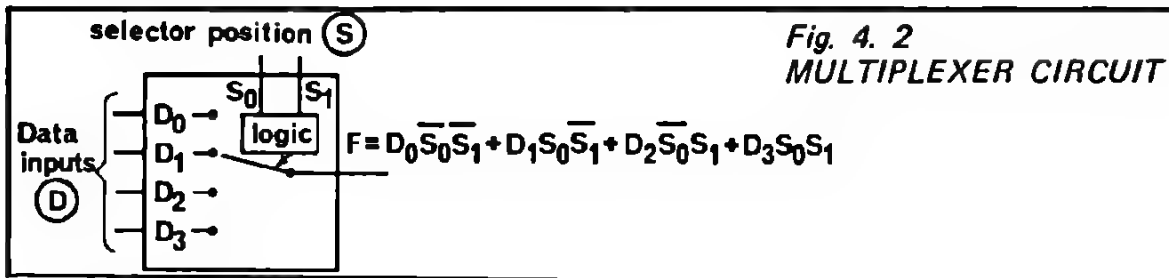 selector position Ⓢ
Fig. 4. 2
MULTIPLEXER CIRCUIT
S₀ S₁
D₀
logic
F = D₀S̅₀S̅₁ + D₁S₀S̅₁ + D₂S̅₀S₁ + D₃S₀S₁
Data
inputs
Ⓓ
D₁
D₂
D₃